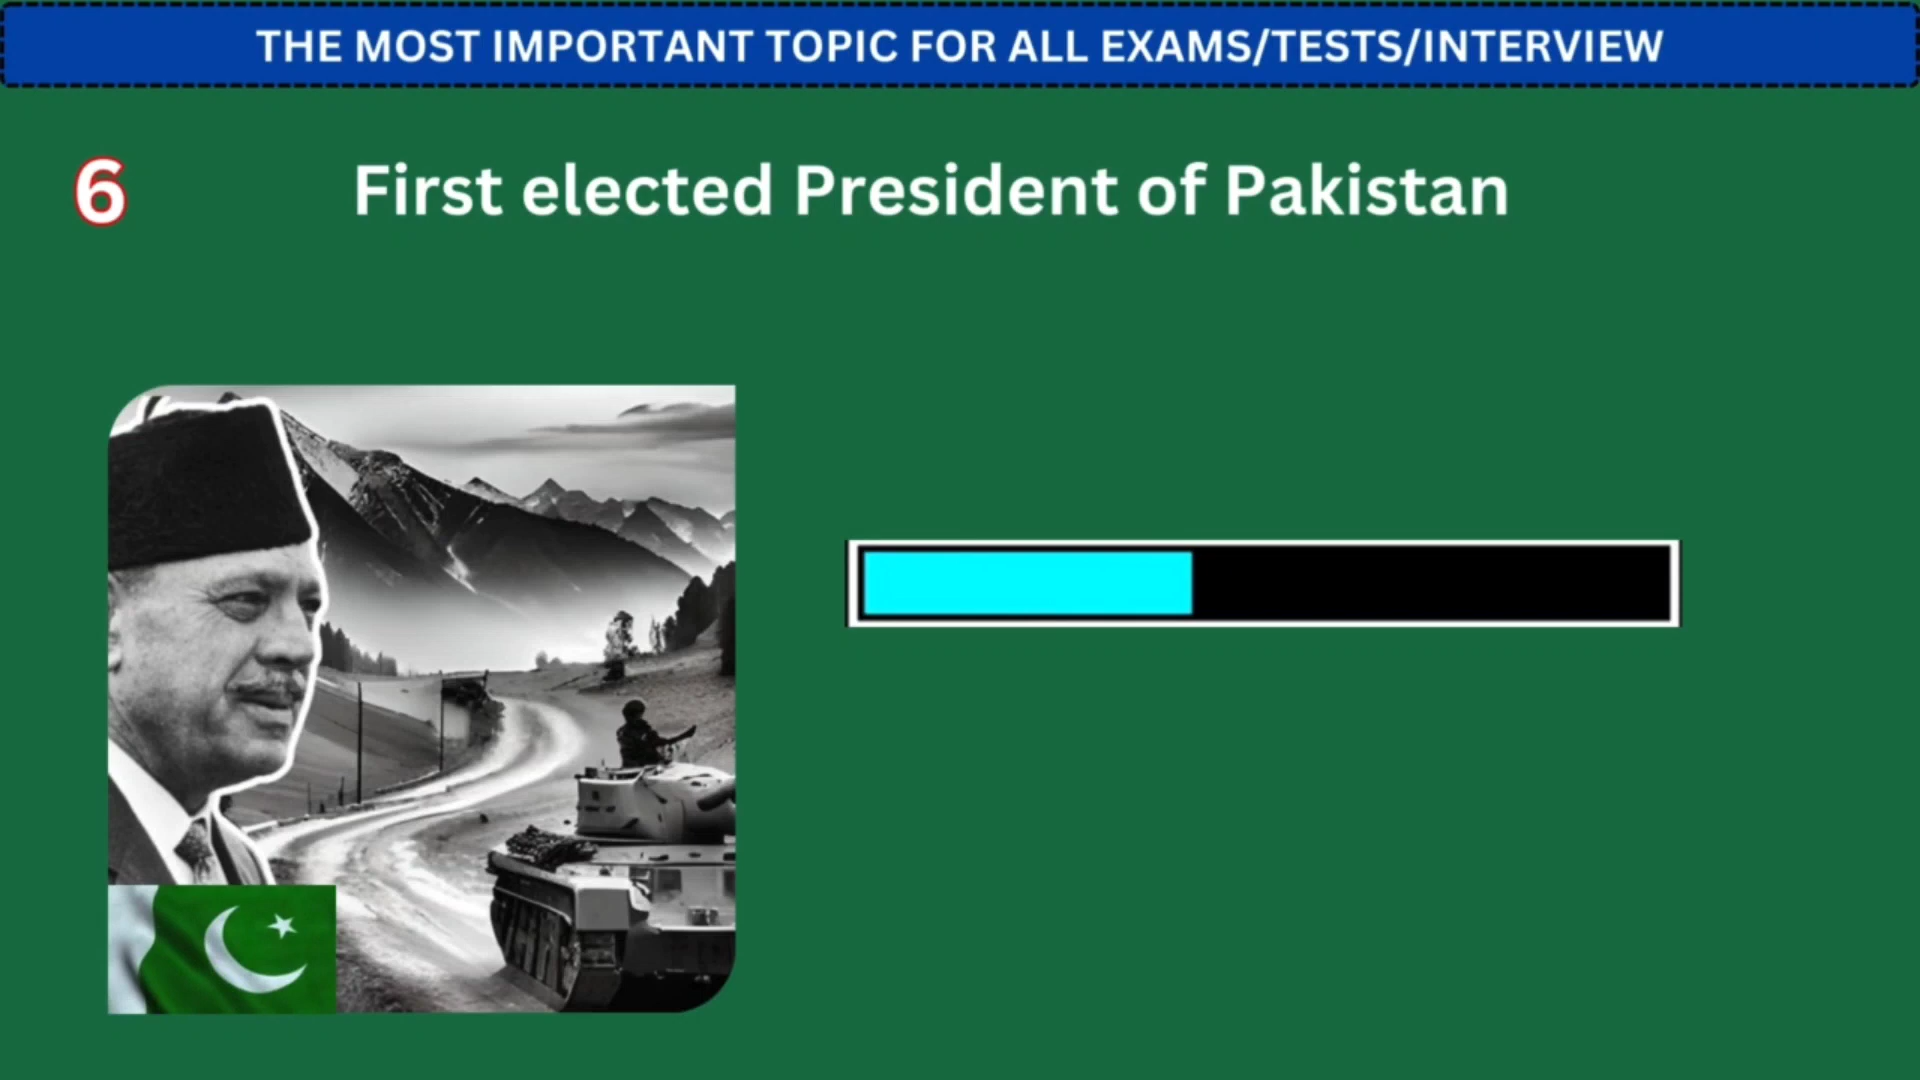 THE MOST IMPORTANT TOPIC FOR ALL EXAMS/TESTS/INTERVIEW
6
First elected President of Pakistan